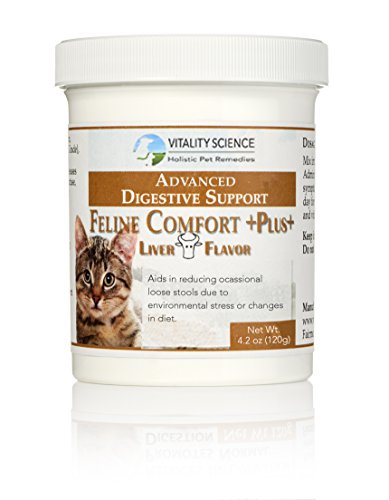 VITALITY SCIENCE
Holistic Pet Remedies
ADVANCED
DIGESTIVE SUPPORT
FELINE COMFORT +PLUS+
LIVER FLAVOR
Aids in reducing ocassional
loose stools due to
environmental stress or changes
in diet.
Net Wt.
4.2 oz (120g)